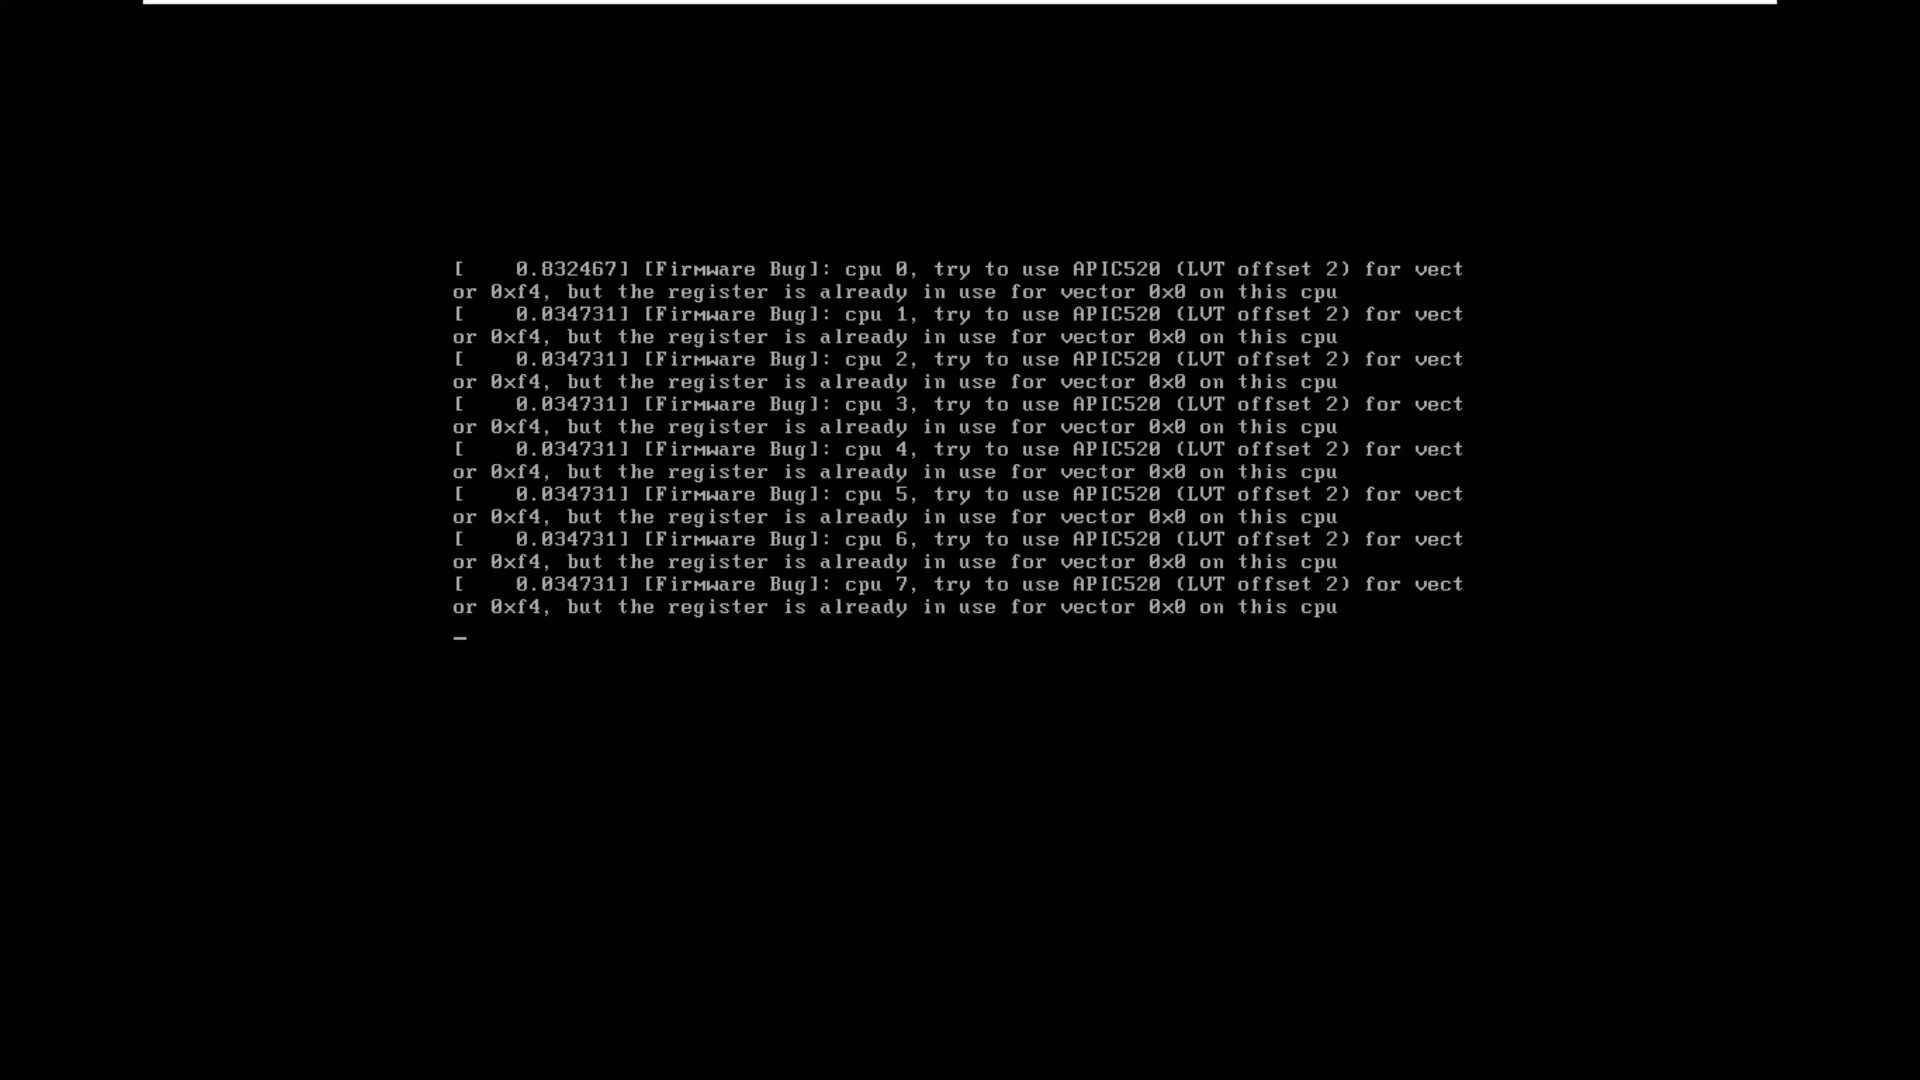 [    0.832467] [Firmware Bug]: cpu 0, try to use APIC520 (LVT offset 2) for vect
or 0xf4, but the register is already in use for vector 0x0 on this cpu
[    0.034731] [Firmware Bug]: cpu 1, try to use APIC520 (LVT offset 2) for vect
or 0xf4, but the register is already in use for vector 0x0 on this cpu
[    0.034731] [Firmware Bug]: cpu 2, try to use APIC520 (LVT offset 2) for vect
or 0xf4, but the register is already in use for vector 0x0 on this cpu
[    0.034731] [Firmware Bug]: cpu 3, try to use APIC520 (LVT offset 2) for vect
or 0xf4, but the register is already in use for vector 0x0 on this cpu
[    0.034731] [Firmware Bug]: cpu 4, try to use APIC520 (LVT offset 2) for vect
or 0xf4, but the register is already in use for vector 0x0 on this cpu
[    0.034731] [Firmware Bug]: cpu 5, try to use APIC520 (LVT offset 2) for vect
or 0xf4, but the register is already in use for vector 0x0 on this cpu
[    0.034731] [Firmware Bug]: cpu 6, try to use APIC520 (LVT offset 2) for vect
or 0xf4, but the register is already in use for vector 0x0 on this cpu
[    0.034731] [Firmware Bug]: cpu 7, try to use APIC520 (LVT offset 2) for vect
or 0xf4, but the register is already in use for vector 0x0 on this cpu
_